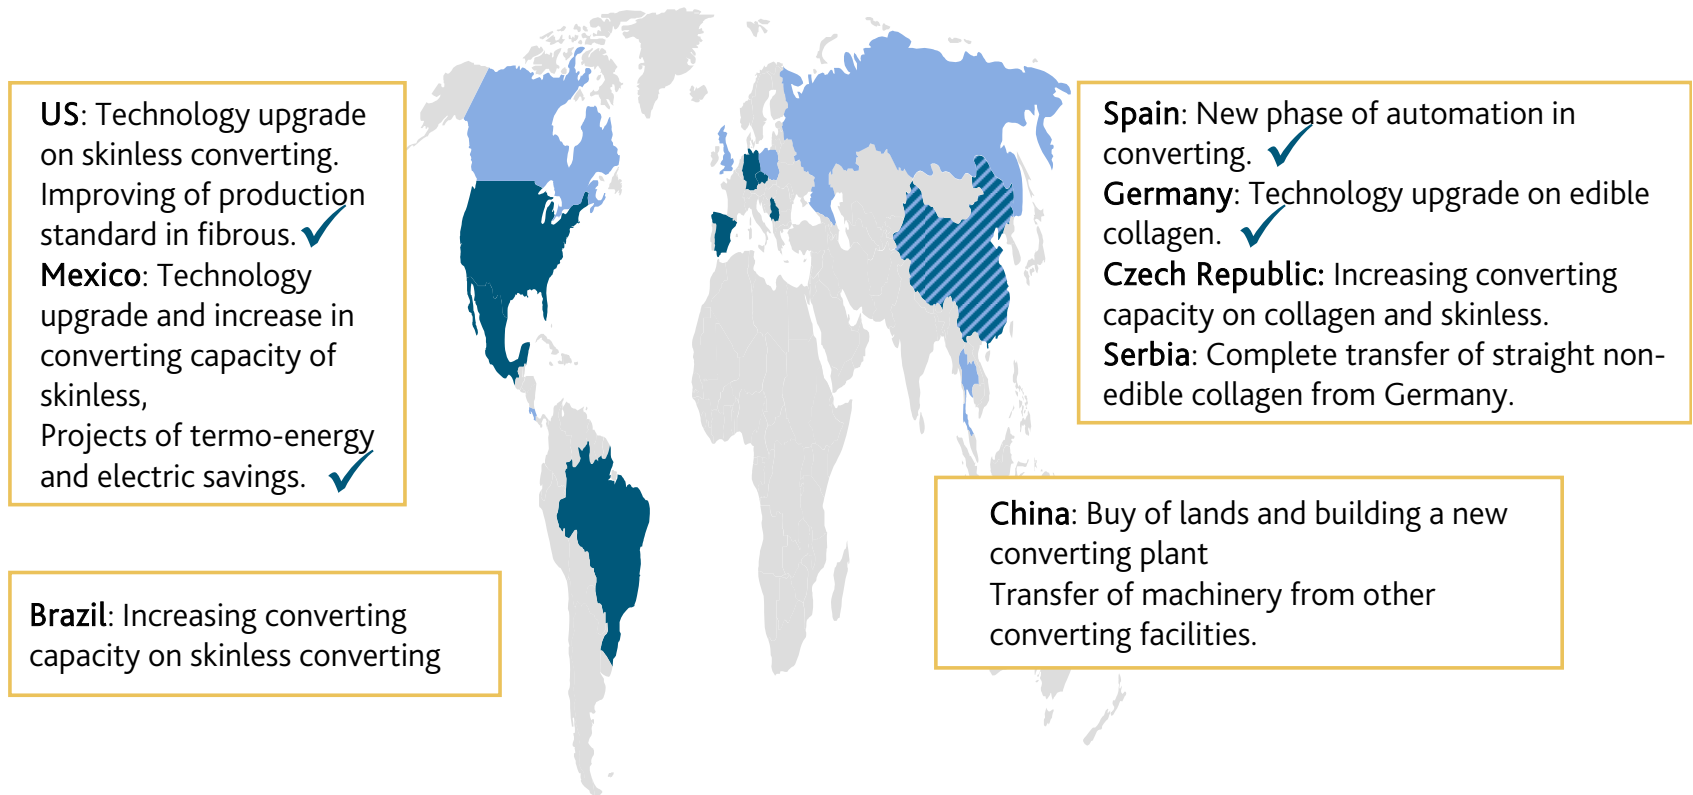 US: Technology upgrade
on skinless converting.
Improving of production
standard in fibrous.
Mexico: Technology
upgrade and increase in
converting capacity of
skinless,
Projects of termo-energy
and electric savings.
Brazil: Increasing converting
capacity on skinless converting
Spain: New phase of automation in
converting.
Germany: Technology upgrade on edible
collagen.
Czech Republic: Increasing converting
capacity on collagen and skinless.
Serbia: Complete transfer of straight non-
edible collagen from Germany.
China: Buy of lands and building a new
converting plant
Transfer of machinery from other
converting facilities.